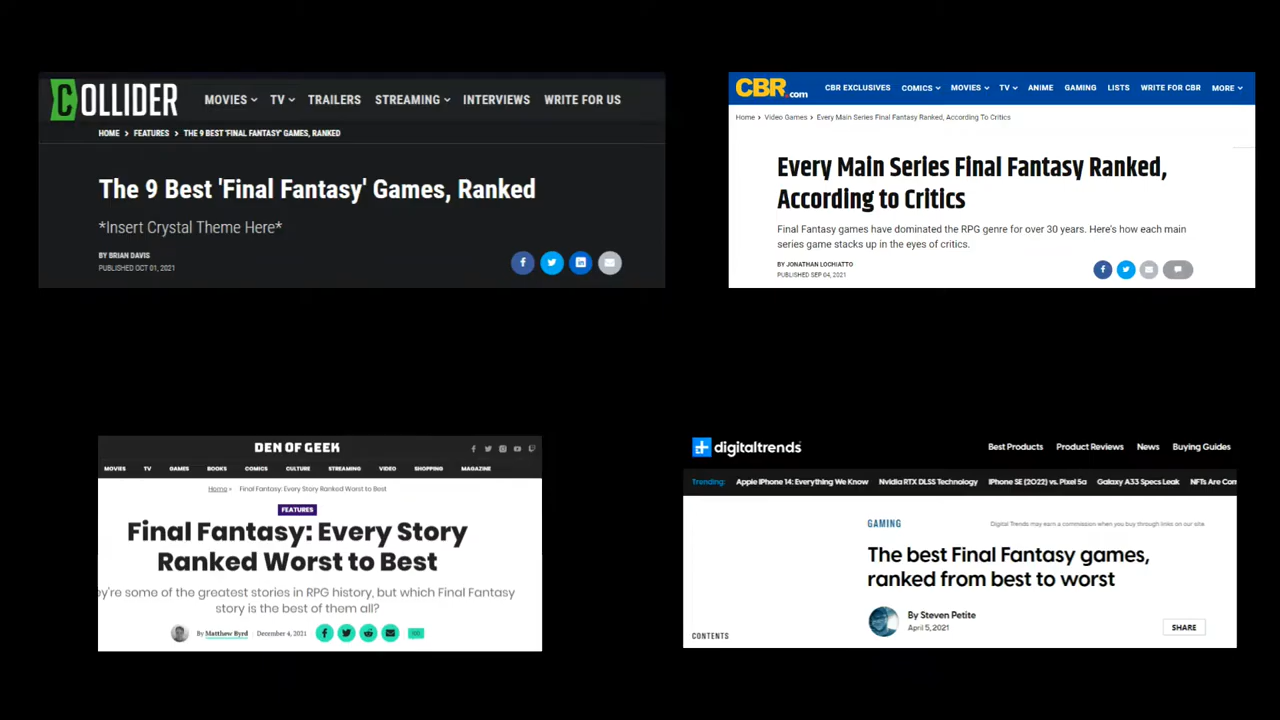 COLLIDER
MOVIES TV TRAILERS STREAMING INTERVIEWS WRITE FOR US
HOME > FEATURES > THE 9 BEST 'FINAL FANTASY' GAMES, RANKED
The 9 Best 'Final Fantasy' Games, Ranked
*Insert Crystal Theme Here*
BY BRIAN DAVIS
PUBLISHED OCT 01, 2021
CBR.com
CBR EXCLUSIVES COMICS MOVIES TV ANIME GAMING LISTS WRITE FOR CBR MORE
Home > Video Games > Every Main Series Final Fantasy Ranked, According To Critics
Every Main Series Final Fantasy Ranked,
According to Critics
Final Fantasy games have dominated the RPG genre for over 30 years. Here's how each main
series game stacks up in the eyes of critics.
BY JONATHAN LOCHIATTO
PUBLISHED SEP 04, 2021
DEN OF GEEK
MOVIES TV GAMES BOOKS COMICS CULTURE STREAMING VIDEO SHOPPING MAGAZINE
Home » Final Fantasy: Every Story Ranked Worst to Best
FEATURES
Final Fantasy: Every Story
Ranked Worst to Best
ey're some of the greatest stories in RPG history, but which Final Fantasy
story is the best of them all?
By Matthew Byrd | December 4, 2021
digitaltrends
Best Products Product Reviews News Buying Guides
Trending: Apple iPhone 14: Everything We Know Nvidia RTX DLSS Technology iPhone SE (2022) vs. Pixel 5a Galaxy A33 Specs Leak NFTs Are Com
GAMING
Digital Trends may earn a commission when you buy through links on our site.
The best Final Fantasy games,
ranked from best to worst
By Steven Petite
April 5, 2021
SHARE
CONTENTS